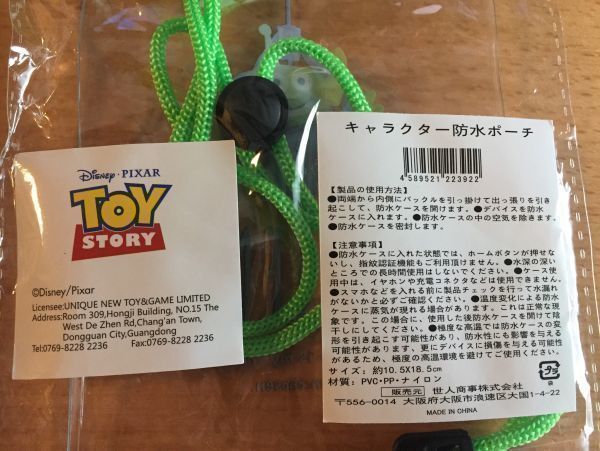 Disney · PIXAR
TOY
STORY
©Disney/Pixar
Licensee:UNIQUE NEW TOY&GAME LIMITED
Address:Room 309,Hongji Building, NO.15 The
West De Zhen Rd,Chang'an Town,
Dongguan City,Guangdong
Tel:0769-8228 2236 Fax:0769-8228 2236
キャラクター防水ポーチ
4 589521 223922
【製品の使用方法】
●両端から内側にバックルを引っ掛けて出っ張りを引き
起こして、防水ケースを開けます。●デバイスを防水
ケースに入れます。●防水ケースの中の空気を除きます。
●防水ケースを密封します。
【注意事項】
●防水ケースに入れた状態では、ホームボタンが押せな
いし、指紋認証機能もご利用頂けません。●水深の深い
ところでの長時間使用はしないでください。●ケース使
用中は、イヤホンや充電コネクタなどは使用できません。
●スマホなどを入れる前に製品チェックを行って水漏れ
がないかと必ずご確認ください。●温度変化による防水
ケースに蒸気が現れる場合があります。これは正常な現
象です。この場合に、使用した後防水ケースを開けて陰
干しにしてください。●極度な高温では防水ケースの変
形を引き起こす可能性があり、防水性にも影響を与える
可能性があります、更にデバイスに損傷を与える可能性
があるため、極度の高温環境を避けてご使用ください。
サイズ：約10.5X18.5cm
材質：PVC・PP・ナイロン
プラ
袋
販売元 世人商事株式会社
〒556-0014 大阪府大阪市浪速区大国1-4-22
MADE IN CHINA